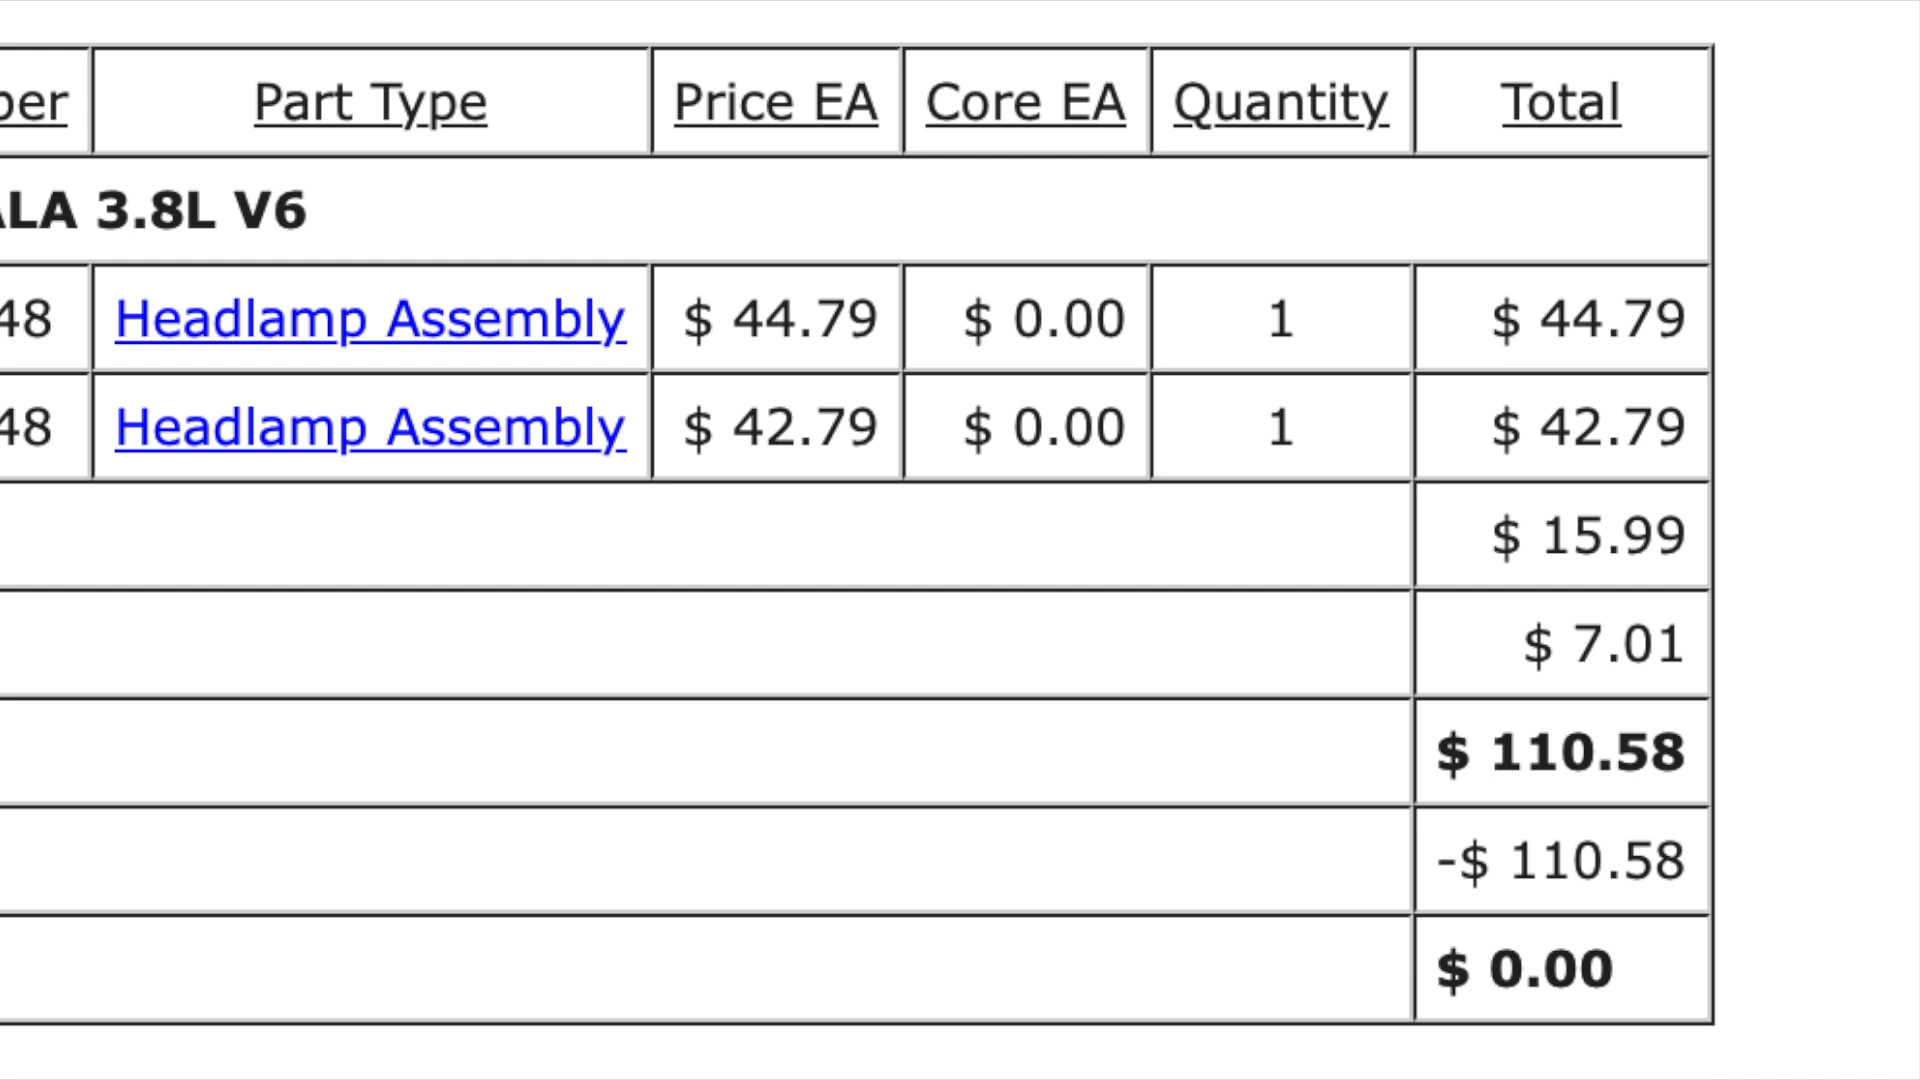 ber Part Type Price EA Core EA Quantity Total
ALA 3.8L V6
48 Headlamp Assembly $ 44.79 $ 0.00 1 $ 44.79
48 Headlamp Assembly $ 42.79 $ 0.00 1 $ 42.79
$ 15.99
$ 7.01
$ 110.58
-$ 110.58
$ 0.00